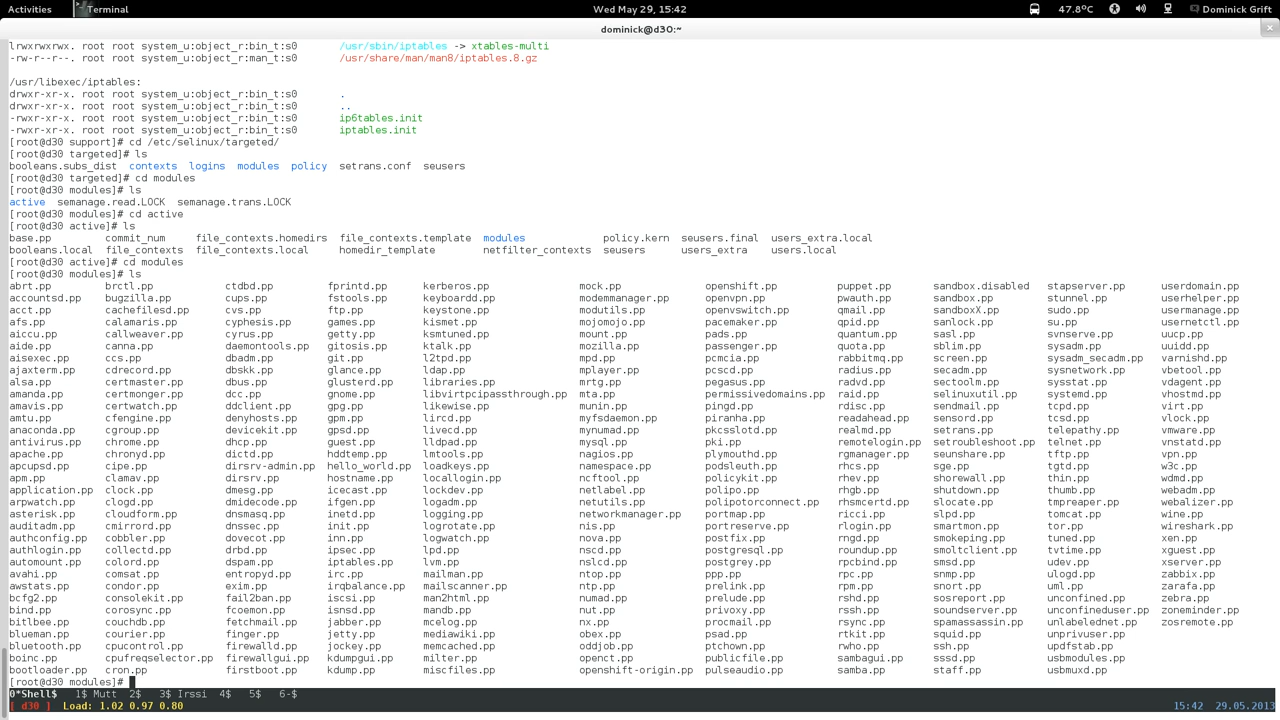 Activities Terminal Wed May 29, 15:42 47.8°C Dominick Grift
dominick@d30:~
lrwxrwxrwx. root root system_u:object_r:bin_t:s0 /usr/sbin/iptables -> xtables-multi
-rw-r--r--. root root system_u:object_r:man_t:s0 /usr/share/man/man8/iptables.8.gz
/usr/libexec/iptables:
drwxr-xr-x. root root system_u:object_r:bin_t:s0 .
drwxr-xr-x. root root system_u:object_r:bin_t:s0 ..
-rwxr-xr-x. root root system_u:object_r:bin_t:s0 ip6tables.init
-rwxr-xr-x. root root system_u:object_r:bin_t:s0 iptables.init
[root@d30 support]# cd /etc/selinux/targeted/
[root@d30 targeted]# ls
booleans.subs_dist contexts logins modules policy setrans.conf seusers
[root@d30 targeted]# cd modules
[root@d30 modules]# ls
active semanage.read.LOCK semanage.trans.LOCK
[root@d30 modules]# cd active
[root@d30 active]# ls
base.pp commit_num file_contexts.homedirs file_contexts.template modules policy.kern seusers.final users_extra.local
booleans.local file_contexts file_contexts.local homedir_template netfilter_contexts seusers users_extra users.local
[root@d30 active]# cd modules
[root@d30 modules]# ls
abrt.pp brctl.pp ctdbd.pp fprintd.pp kerberos.pp mock.pp openshift.pp puppet.pp sandbox.disabled stapserver.pp userdomain.pp
accountsd.pp bugzilla.pp cups.pp fstools.pp keyboardd.pp modemmanager.pp openvpn.pp pwauth.pp sandbox.pp stunnel.pp userhelper.pp
acct.pp cachefilesd.pp cvs.pp ftp.pp keystone.pp modutils.pp openvswitch.pp qmail.pp sandboxX.pp sudo.pp usermanage.pp
afs.pp calamaris.pp cyphesis.pp games.pp kismet.pp mojomojo.pp pacemaker.pp qpid.pp sanlock.pp su.pp usernetctl.pp
aiccu.pp callweaver.pp cyrus.pp getty.pp ksmtuned.pp mount.pp pads.pp quantum.pp sasl.pp svnserve.pp uucp.pp
aide.pp canna.pp daemontools.pp gitosis.pp ktalk.pp mozilla.pp passenger.pp quota.pp sblim.pp sysadm.pp uuidd.pp
aisexec.pp ccs.pp dbadm.pp git.pp l2tpd.pp mpd.pp pcmcia.pp rabbitmq.pp screen.pp sysadm_secadm.pp varnishd.pp
ajaxterm.pp cdrecord.pp dbskk.pp glance.pp ldap.pp mplayer.pp pcscd.pp radius.pp secadm.pp sysnetwork.pp vbetool.pp
alsa.pp certmaster.pp dbus.pp glusterd.pp libraries.pp mrtg.pp pegasus.pp radvd.pp sectoolm.pp sysstat.pp vdagent.pp
amanda.pp certmonger.pp dcc.pp gnome.pp libvirtpcipassthrough.pp mta.pp permissivedomains.pp raid.pp selinuxutil.pp systemd.pp vhostmd.pp
amavis.pp certwatch.pp ddclient.pp gpg.pp likewise.pp munin.pp pingd.pp rdisc.pp sendmail.pp tcpd.pp virt.pp
amtu.pp cfengine.pp denyhosts.pp gpm.pp lircd.pp myfsdaemon.pp piranha.pp readahead.pp sensord.pp tcsd.pp vlock.pp
anaconda.pp cgroup.pp devicekit.pp gpsd.pp livecd.pp mynumad.pp pkcsslotd.pp realmd.pp setrans.pp telepathy.pp vmware.pp
antivirus.pp chrome.pp dhcp.pp guest.pp lldpad.pp mysql.pp pki.pp remotelogin.pp setroubleshoot.pp telnet.pp vnstatd.pp
apache.pp chronyd.pp dictd.pp hddtemp.pp lmtools.pp nagios.pp plymouthd.pp rgmanager.pp seunshare.pp tftp.pp vpn.pp
apcupsd.pp cipe.pp dirsrv-admin.pp hello_world.pp loadkeys.pp namespace.pp podsleuth.pp rhcs.pp sge.pp tgtd.pp w3c.pp
apm.pp clamav.pp dirsrv.pp hostname.pp locallogin.pp ncftool.pp policykit.pp rhev.pp shorewall.pp thin.pp wdmd.pp
application.pp clock.pp dmesg.pp icecast.pp lockdev.pp netlabel.pp polipo.pp rhgb.pp shutdown.pp thumb.pp webadm.pp
arpwatch.pp clogd.pp dmidecode.pp ifgen.pp logadm.pp netutils.pp polipotorconnect.pp rhsmcertd.pp slocate.pp tmpreaper.pp webalizer.pp
asterisk.pp cloudform.pp dnsmasq.pp inetd.pp logging.pp networkmanager.pp portmap.pp ricci.pp slpd.pp tomcat.pp wine.pp
auditadm.pp cmirrord.pp dnssec.pp init.pp logrotate.pp nis.pp portreserve.pp rlogin.pp smartmon.pp tor.pp wireshark.pp
authconfig.pp cobbler.pp dovecot.pp inn.pp logwatch.pp nova.pp postfix.pp rngd.pp smokeping.pp tuned.pp xen.pp
authlogin.pp collectd.pp drbd.pp ipsec.pp lpd.pp nscd.pp postgresql.pp roundup.pp smoltclient.pp tvtime.pp xguest.pp
automount.pp colord.pp dspam.pp iptables.pp lvm.pp nslcd.pp postgrey.pp rpcbind.pp smsd.pp udev.pp xserver.pp
avahi.pp comsat.pp entropyd.pp irc.pp mailman.pp ntop.pp ppp.pp rpc.pp snmp.pp ulogd.pp zabbix.pp
awstats.pp condor.pp exim.pp irqbalance.pp mailscanner.pp ntp.pp prelink.pp rpm.pp snort.pp uml.pp zarafa.pp
bcfg2.pp consolekit.pp fail2ban.pp iscsi.pp man2html.pp numad.pp prelude.pp rshd.pp sosreport.pp unconfined.pp zebra.pp
bind.pp corosync.pp fcoemon.pp isnsd.pp mandb.pp nut.pp privoxy.pp rssh.pp soundserver.pp unconfineduser.pp zoneminder.pp
bitlbee.pp couchdb.pp fetchmail.pp jabber.pp mcelog.pp nx.pp procmail.pp rsync.pp spamassassin.pp unlabelednet.pp zosremote.pp
blueman.pp courier.pp finger.pp jetty.pp mediawiki.pp obex.pp psad.pp rtkit.pp squid.pp unprivuser.pp
bluetooth.pp cpucontrol.pp firewalld.pp jockey.pp memcached.pp oddjob.pp ptchown.pp rwho.pp ssh.pp updfstab.pp
boinc.pp cpufreqselector.pp firewallgui.pp kdumpgui.pp milter.pp openct.pp publicfile.pp sambagui.pp sssd.pp usbmodules.pp
bootloader.pp cron.pp firstboot.pp kdump.pp miscfiles.pp openshift-origin.pp pulseaudio.pp samba.pp staff.pp usbmuxd.pp
[root@d30 modules]#
0*Shell$ 1$ Mutt 2$ 3$ Irssi 4$ 5$ 6-$
[ d30 ] Load: 1.02 0.97 0.80 15:42 29.05.2013